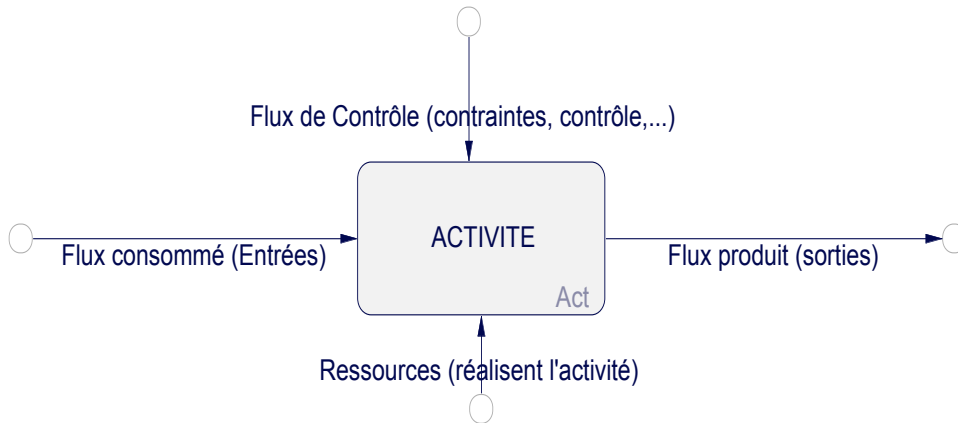 Flux de Contrôle (contraintes, contrôle,...)
ACTIVITE
Flux consommé (Entrées)
Flux produit (sorties)
Act
Ressources (réalisent l'activité)